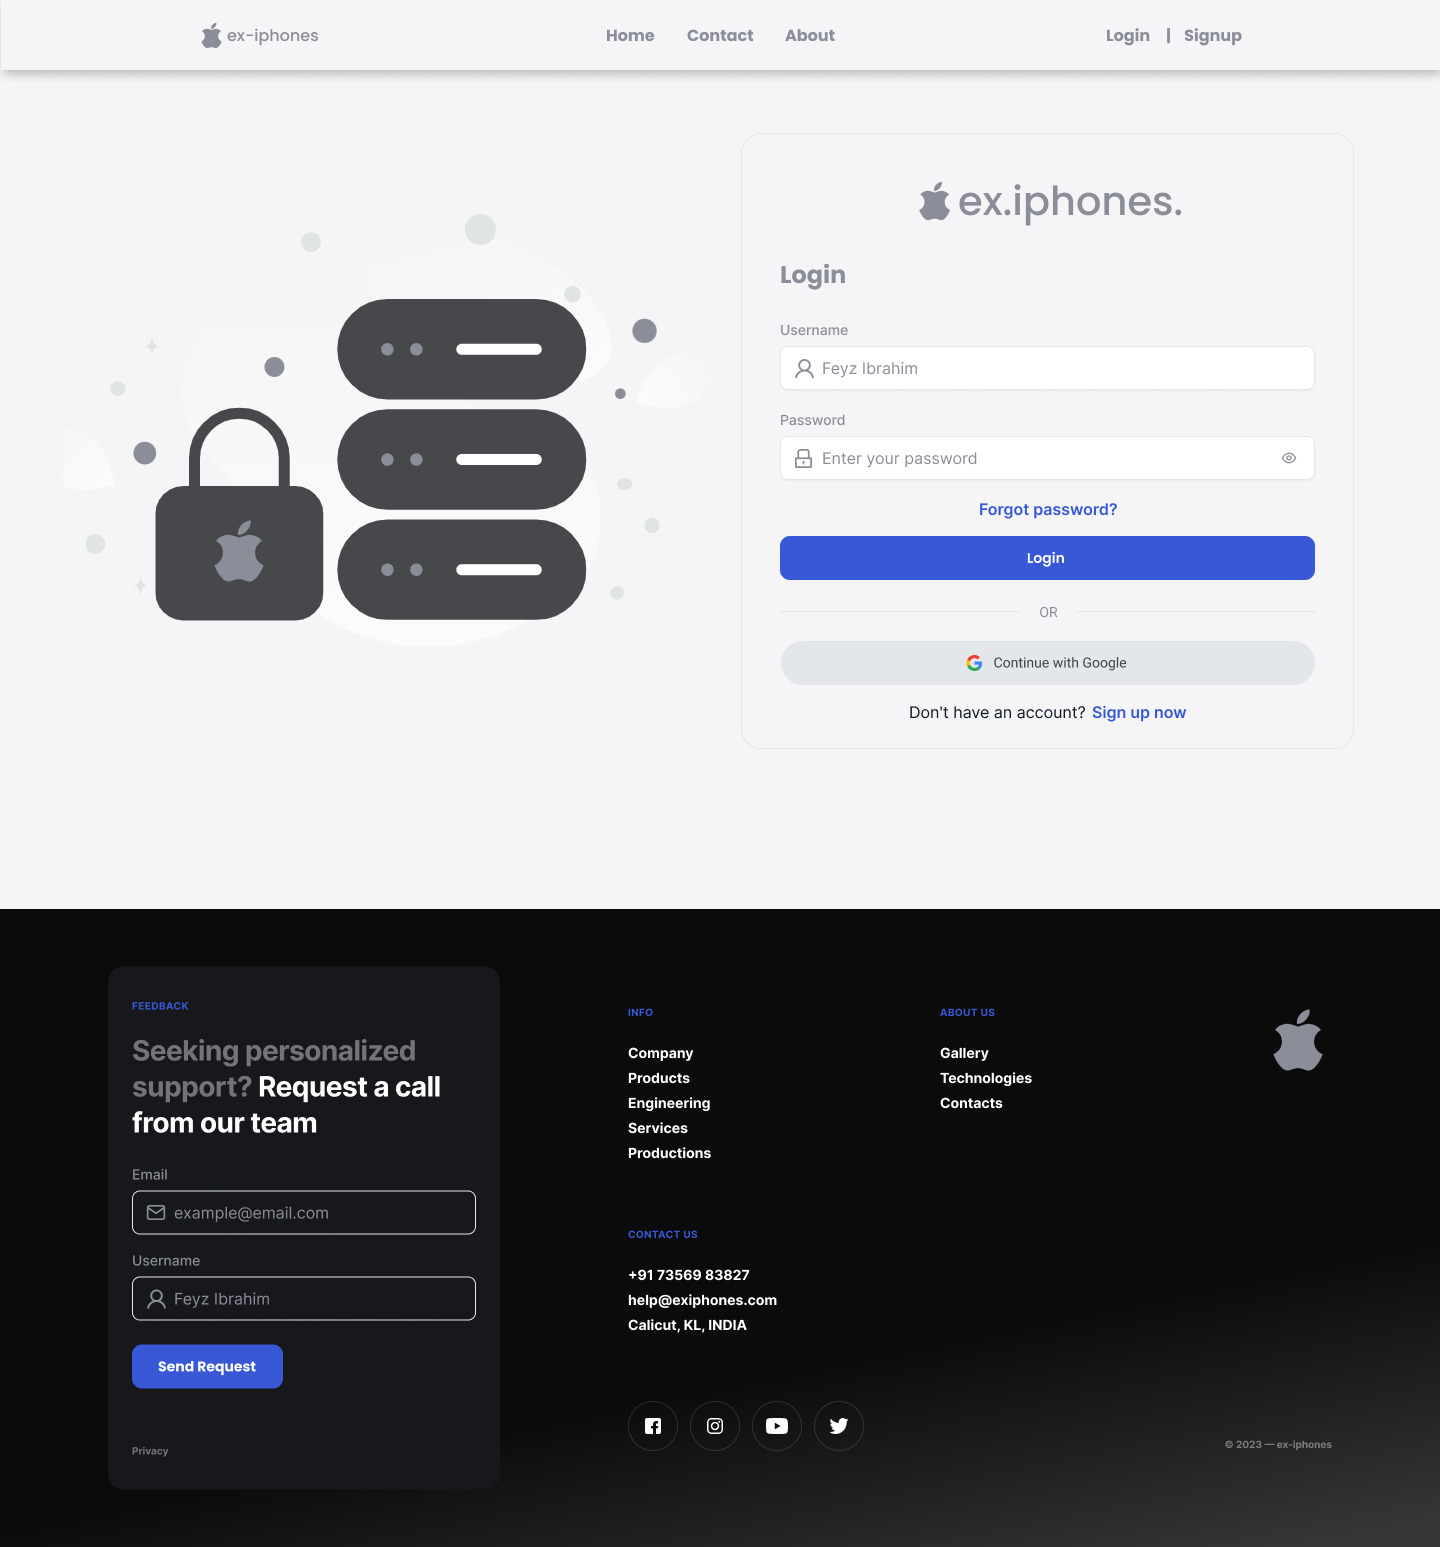 ex-iphones
Home Contact About
Login | Signup
ex.iphones.
Login
Username
Feyz Ibrahim
Password
Enter your password
Forgot password?
Login
OR
Continue with Google
Don't have an account? Sign up now
FEEDBACK
Seeking personalized
support? Request a call
from our team
Email
example@email.com
Username
Feyz Ibrahim
Send Request
Privacy
INFO
Company
Products
Engineering
Services
Productions
ABOUT US
Gallery
Technologies
Contacts
CONTACT US
+91 73569 83827
help@exiphones.com
Calicut, KL, INDIA
© 2023 — ex-iphones